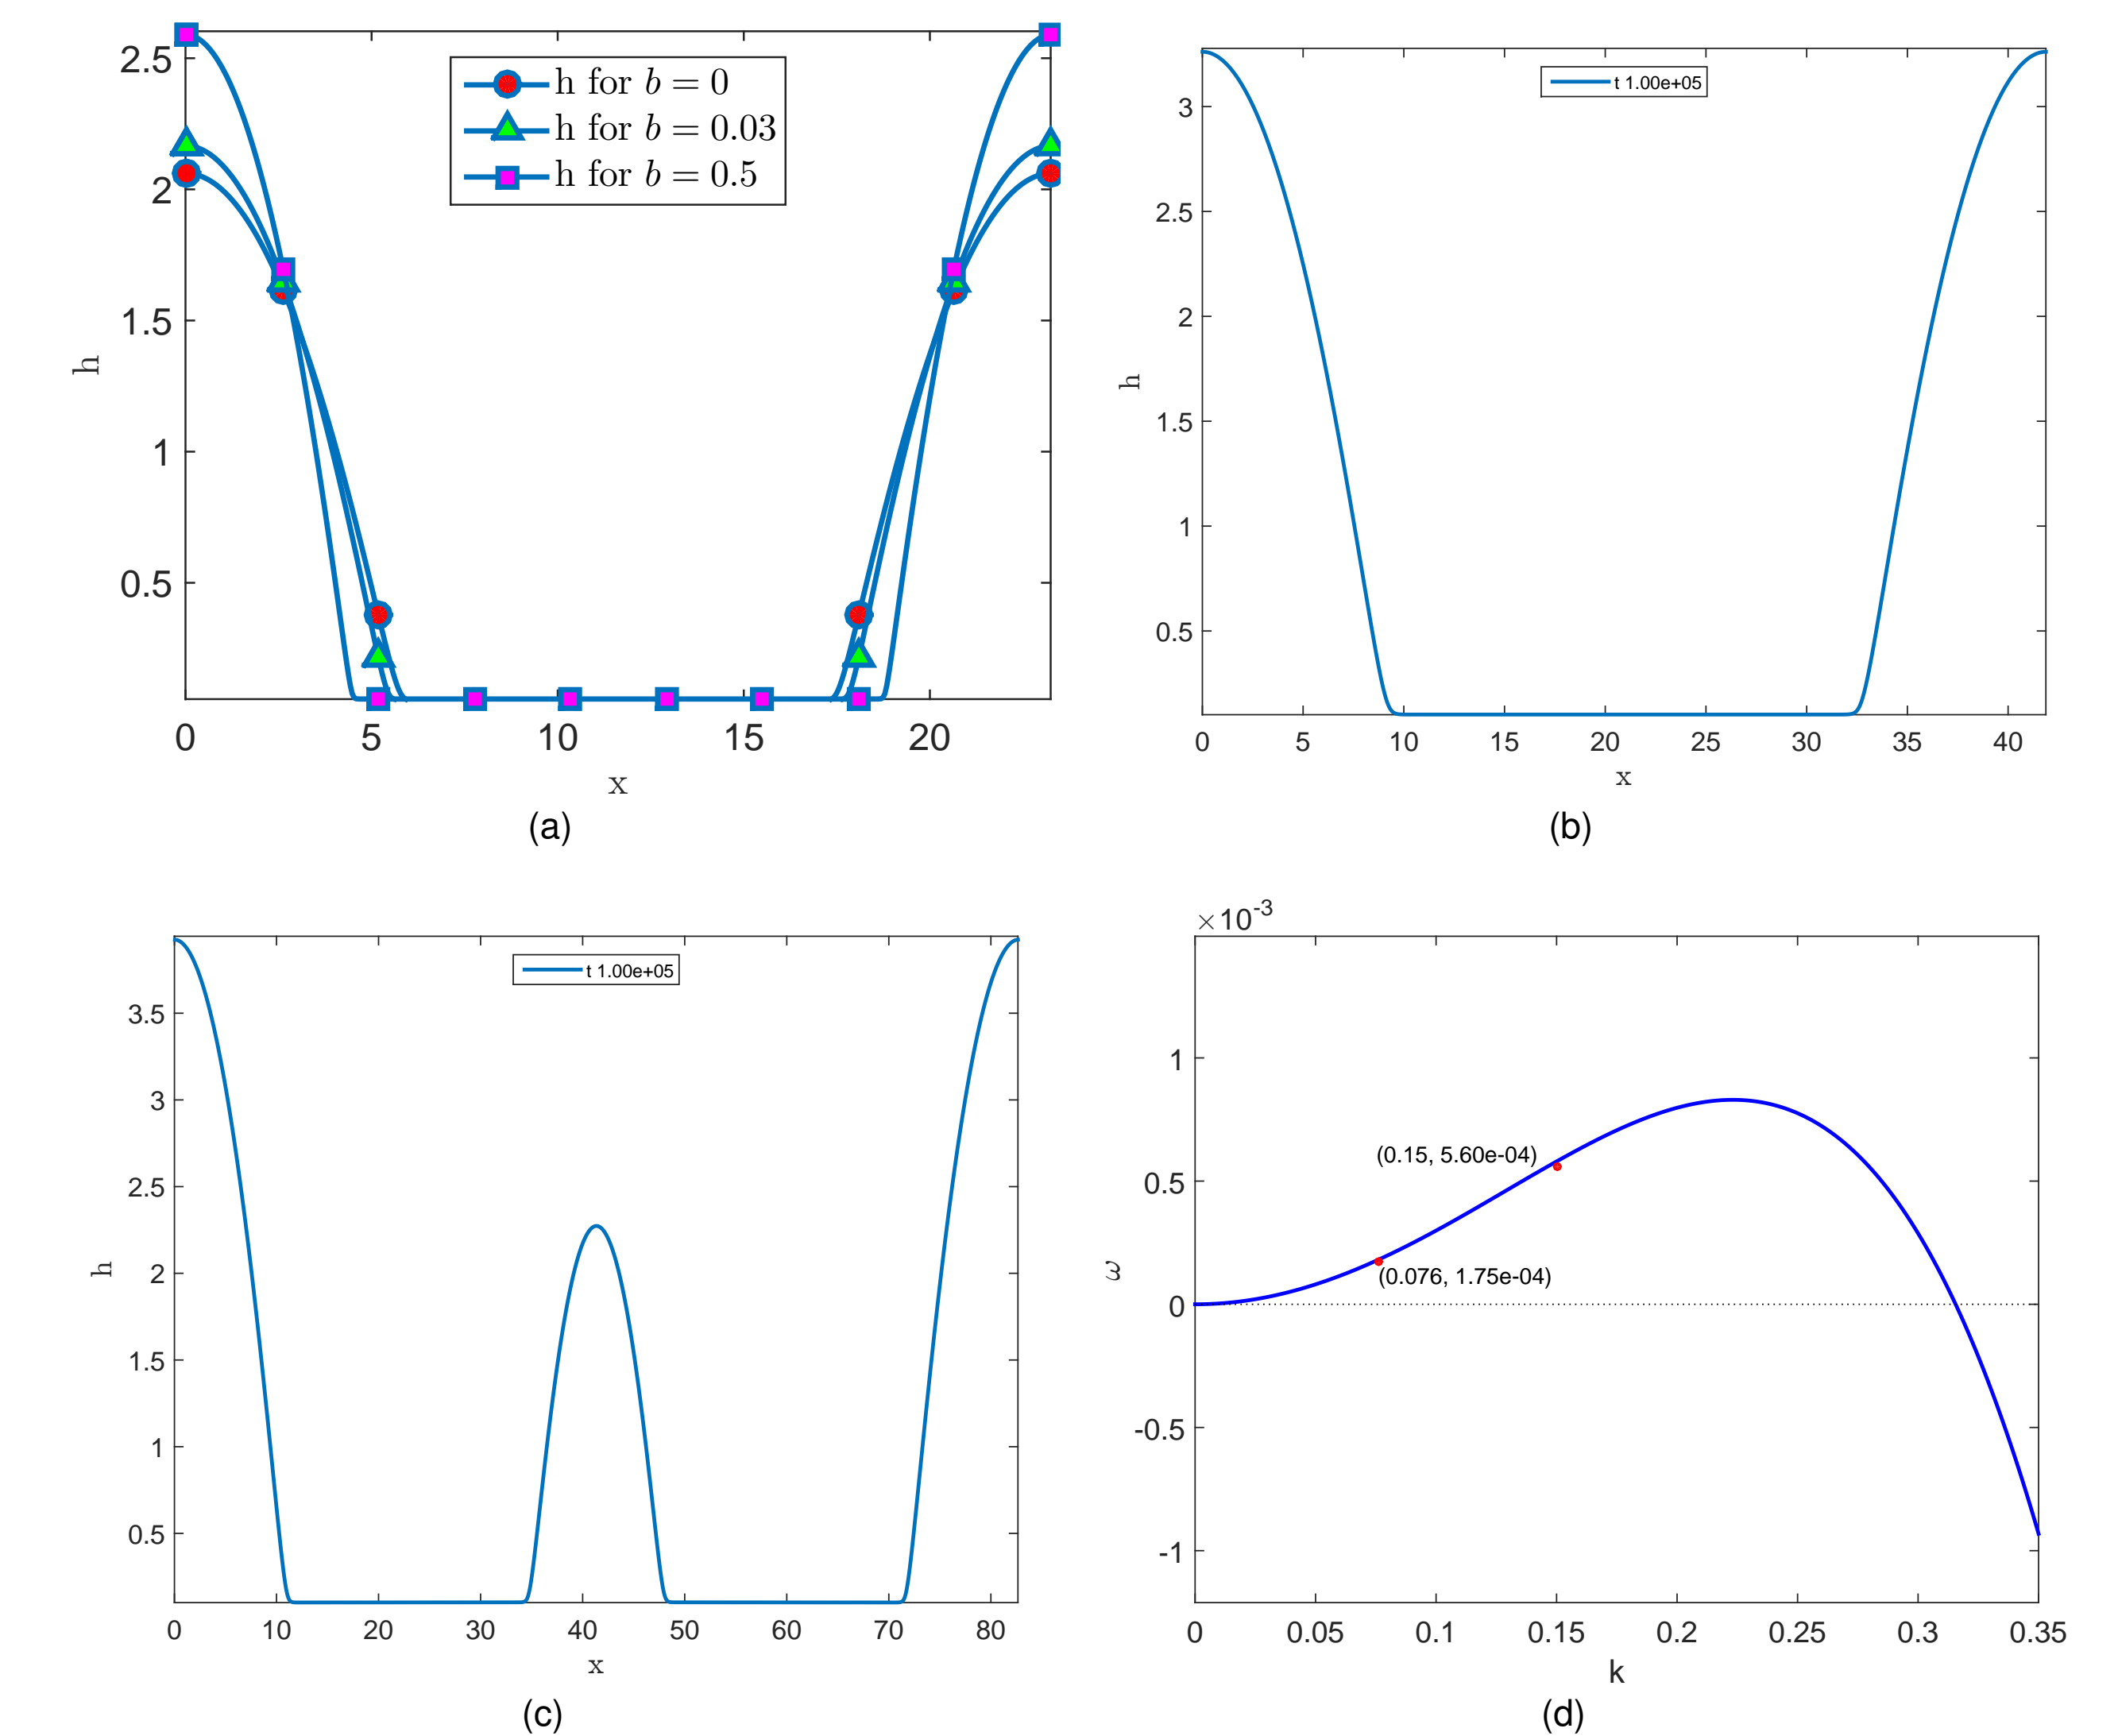 h for b = 0
h for b = 0.03
h for b = 0.5
2.5
2
1.5
1
0.5
h
0 5 10 15 20
x
(a)
t 1.00e+05
3
2.5
2
1.5
1
0.5
h
0 5 10 15 20 25 30 35 40
x
(b)
t 1.00e+05
3.5
3
2.5
2
1.5
1
0.5
h
0 10 20 30 40 50 60 70 80
x
(c)
×10-3
1
0.5
0
-0.5
-1
ω
(0.15, 5.60e-04)
(0.076, 1.75e-04)
0 0.05 0.1 0.15 0.2 0.25 0.3 0.35
k
(d)